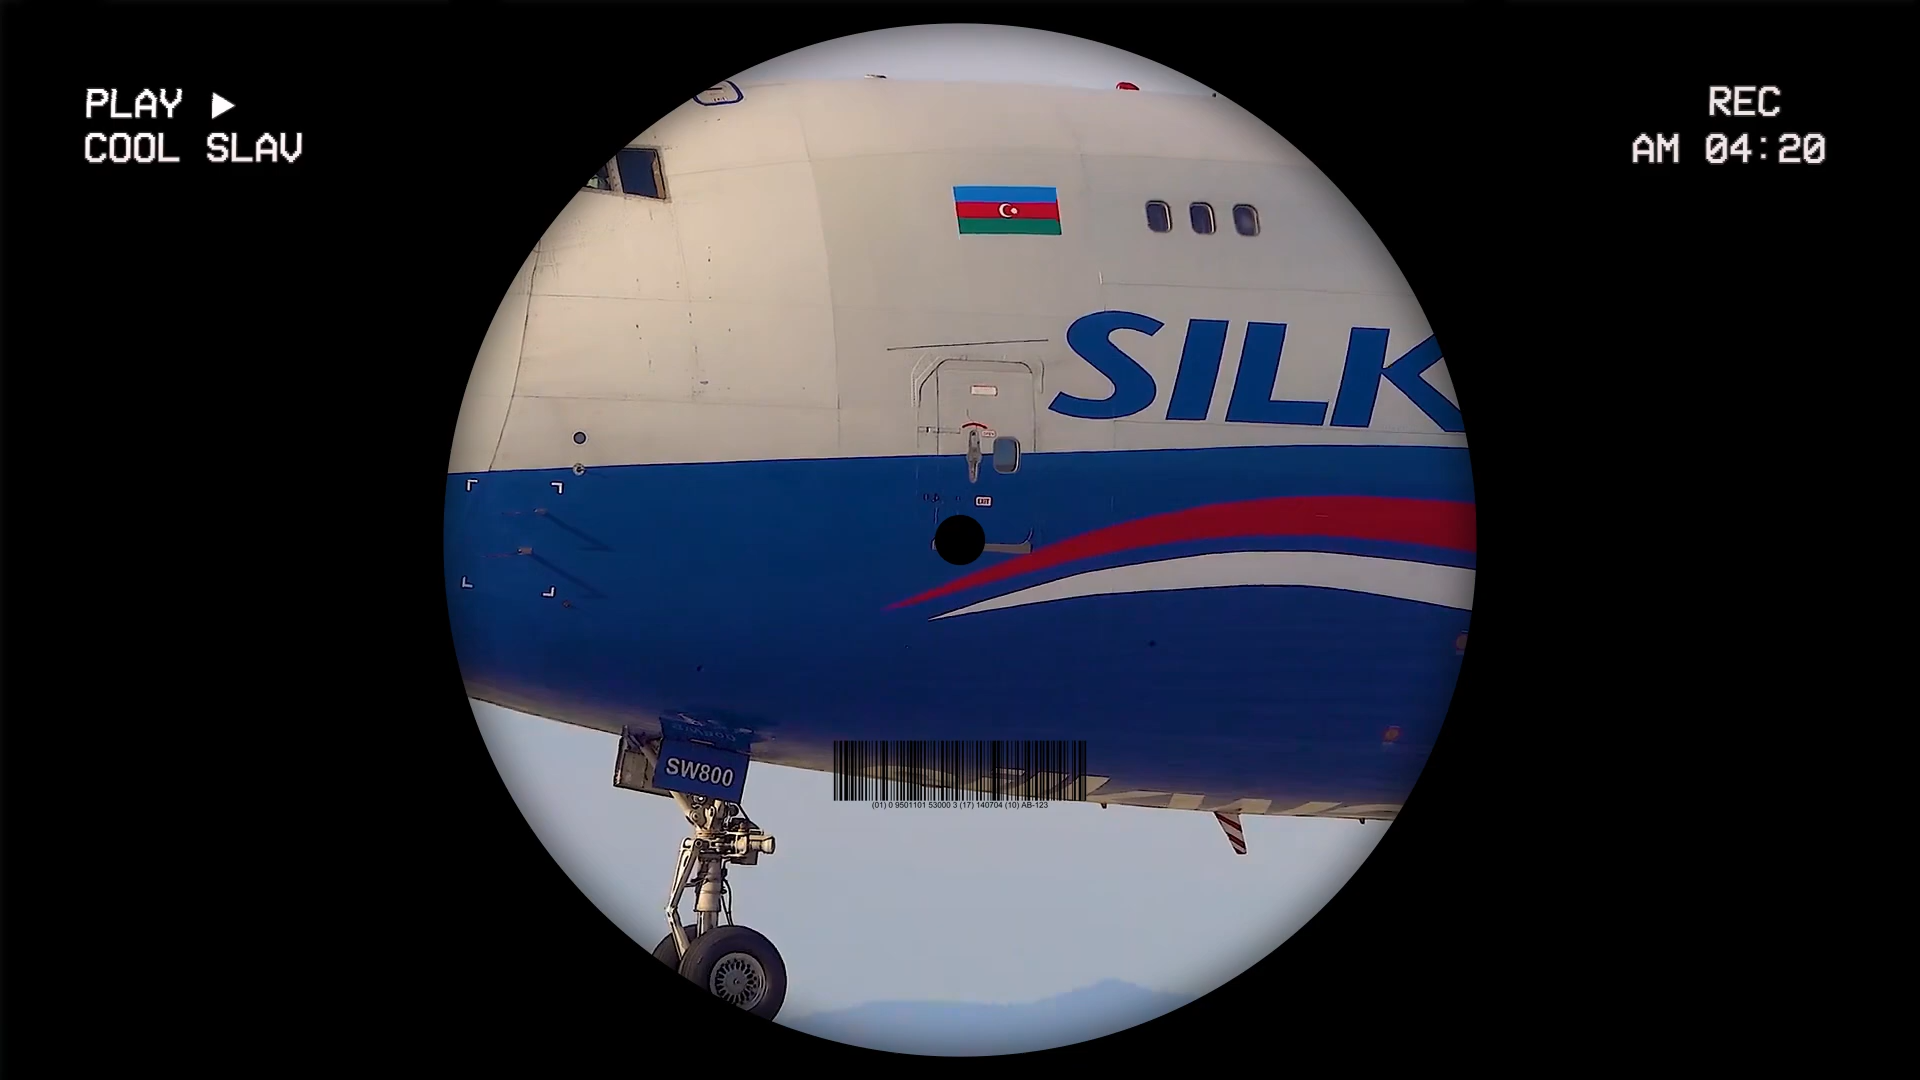 PLAY ▶
COOL SLAV
REC
AM 04:20
SILK
EXIT
SW800
(01) 0 9501101 53000 3 (17) 140704 (10) AB-123